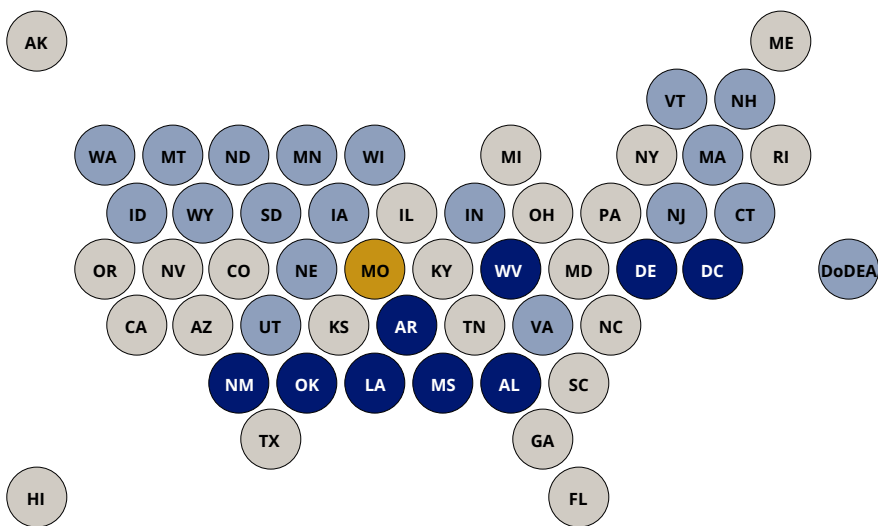 AK ME
VT NH
WA MT ND MN WI MI NY MA RI
ID WY SD IA IL IN OH PA NJ CT
OR NV CO NE MO KY WV MD DE DC DoDEA
CA AZ UT KS AR TN VA NC
NM OK LA MS AL SC
TX GA
HI FL